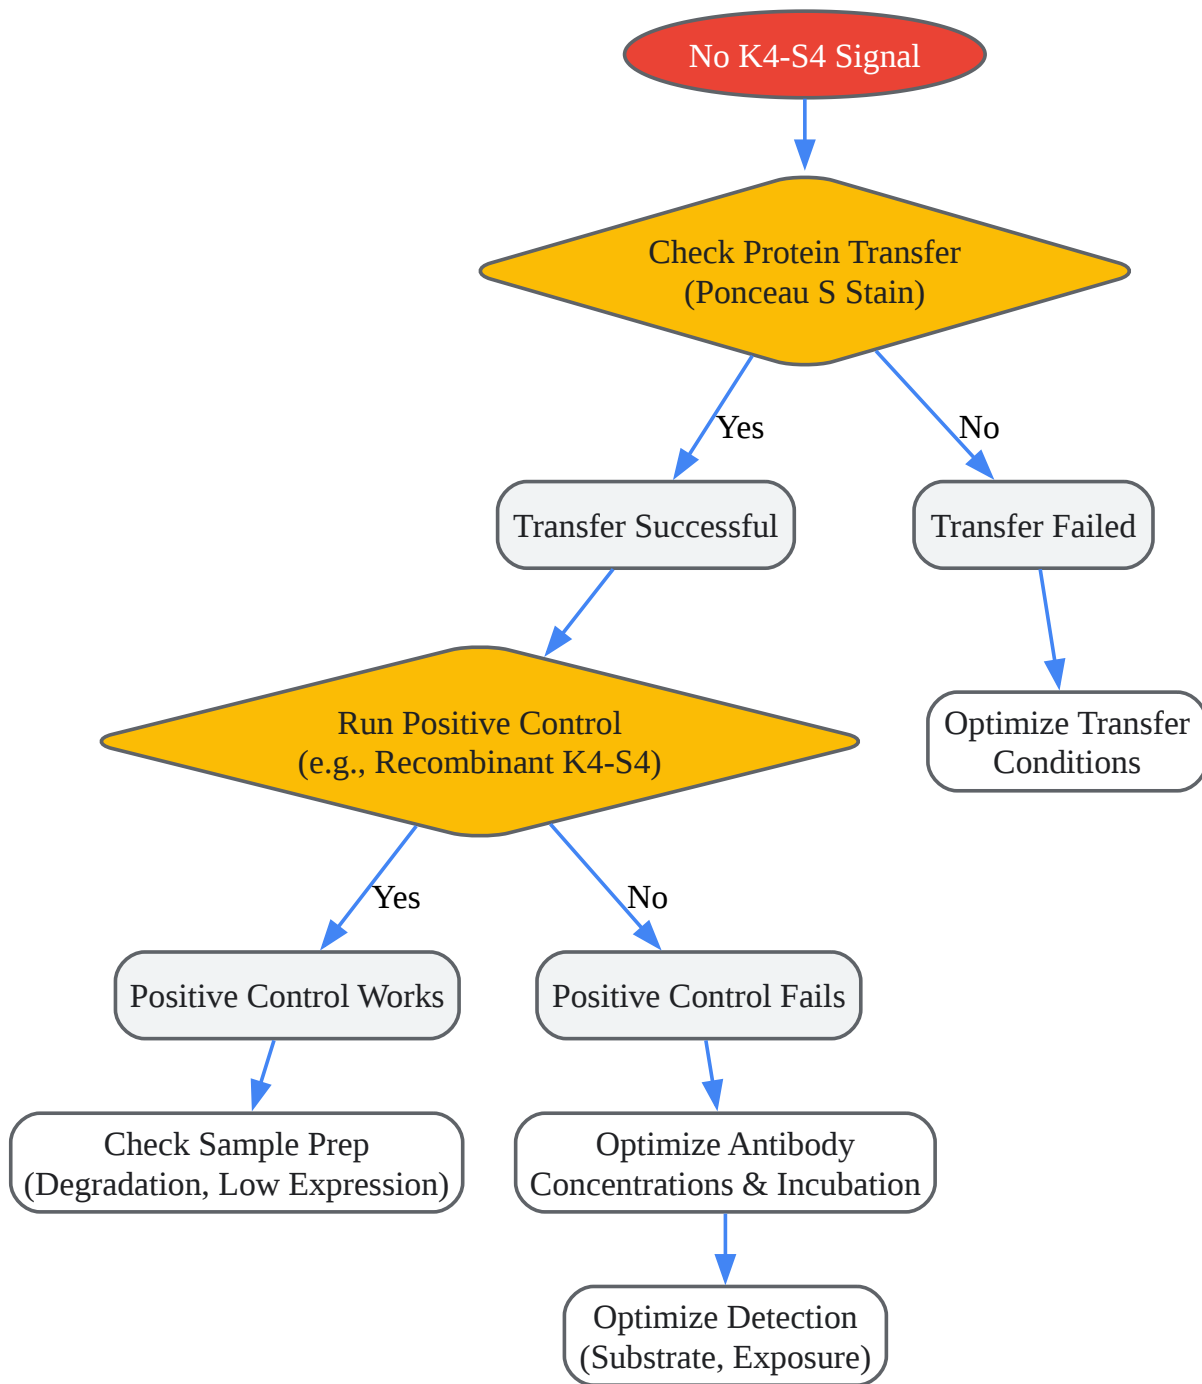 No K4-S4 Signal
Check Protein Transfer
(Ponceau S Stain)
Yes
No
Transfer Successful
Transfer Failed
Run Positive Control
(e.g., Recombinant K4-S4)
Optimize Transfer
Conditions
Yes
No
Positive Control Works
Positive Control Fails
Check Sample Prep
(Degradation, Low Expression)
Optimize Antibody
Concentrations & Incubation
Optimize Detection
(Substrate, Exposure)